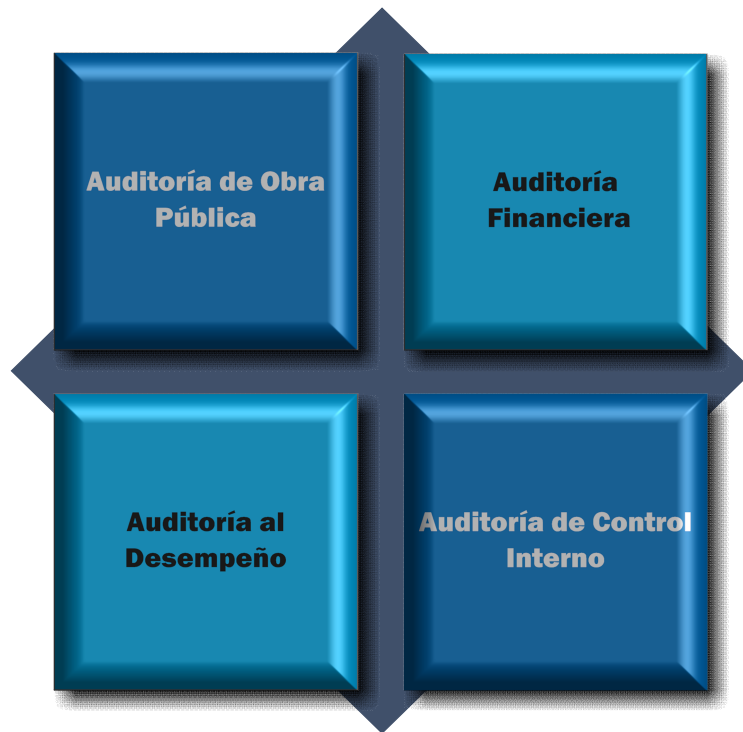 Auditoría de Obra
Pública
Auditoría
Financiera
Auditoría al
Desempeño
Auditoría de Control
Interno